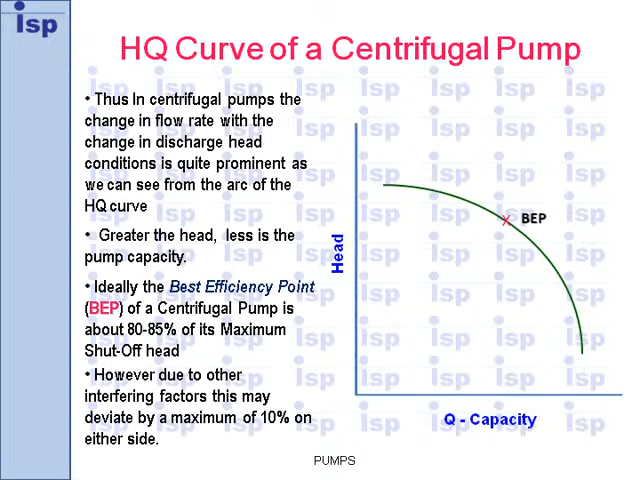 isp
HQ Curve of a Centrifugal Pump
• Thus In centrifugal pumps the
change in flow rate with the
change in discharge head
conditions is quite prominent as
we can see from the arc of the
HQ curve
• Greater the head, less is the
pump capacity.
• Ideally the Best Efficiency Point
(BEP) of a Centrifugal Pump is
about 80-85% of its Maximum
Shut-Off head
• However due to other
interfering factors this may
deviate by a maximum of 10% on
either side.
Head
X BEP
Q - Capacity
PUMPS